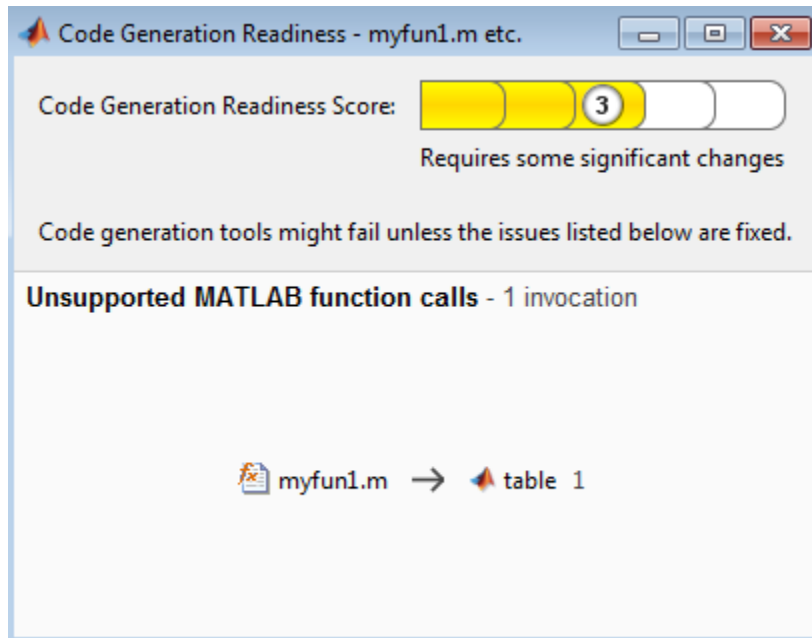 Code Generation Readiness - myfun1.m etc.
Code Generation Readiness Score:
3
Requires some significant changes
Code generation tools might fail unless the issues listed below are fixed.
Unsupported MATLAB function calls - 1 invocation
myfun1.m → table 1